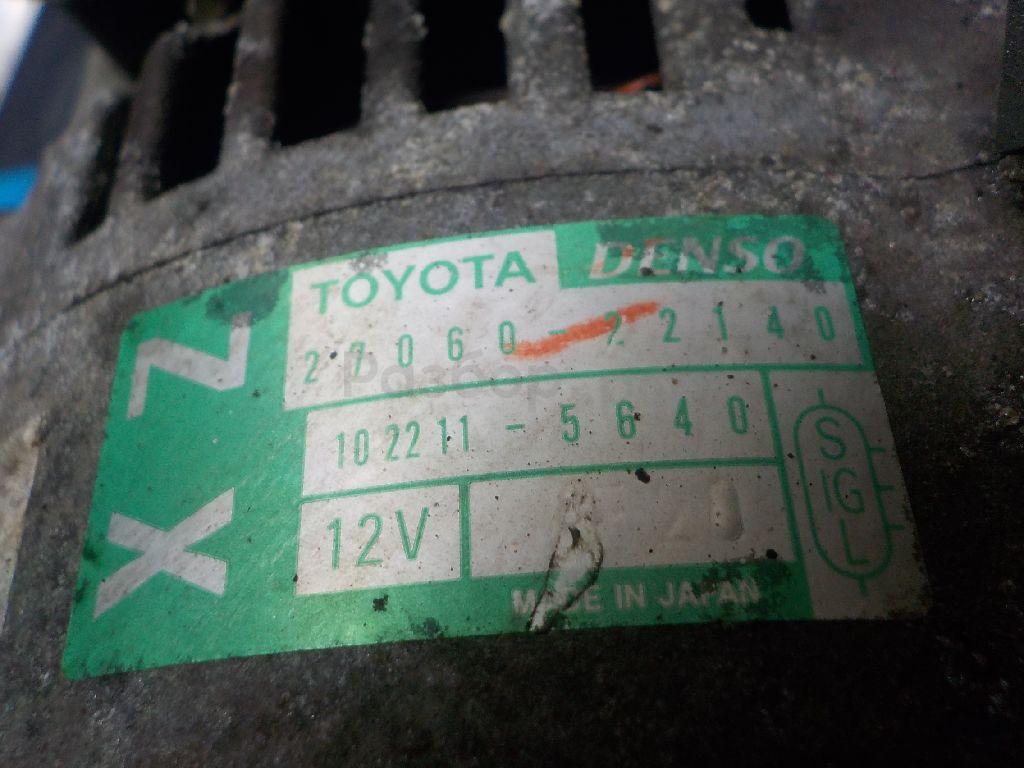 TOYOTA DENSO
27060-22140
102211-5640
12V
MADE IN JAPAN
X Z
S
IG
L